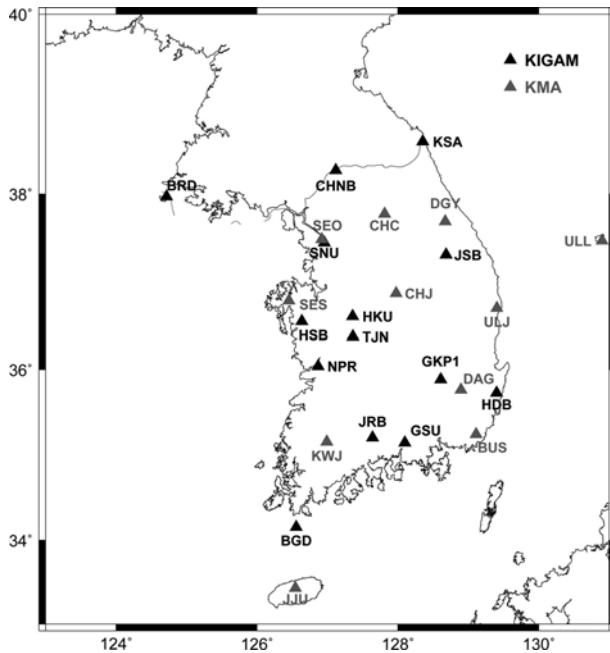 40°
KIGAM
KMA
KSA
CHNB
BRD
38°
DGY
CHC
SEO
ULL
SNU
JSB
CHJ
SES
ULJ
HKU
HSB
TJN
NPR
GKP1
36°
DAG
HDB
JRB
GSU
KWJ
BUS
34°
BGD
JJU
124°
126°
128°
130°